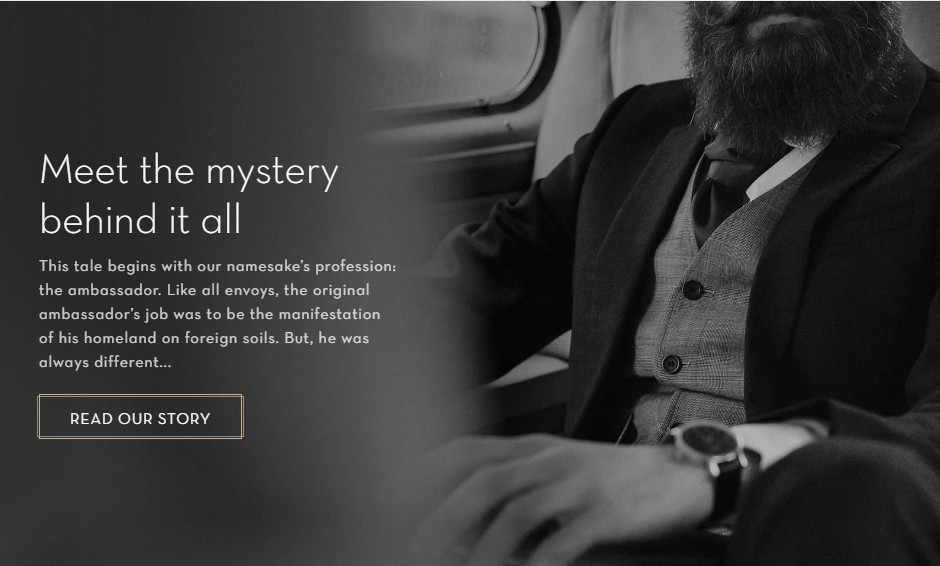 Meet the mystery
behind it all
This tale begins with our namesake’s profession:
the ambassador. Like all envoys, the original
ambassador’s job was to be the manifestation
of his homeland on foreign soils. But, he was
always different...
READ OUR STORY